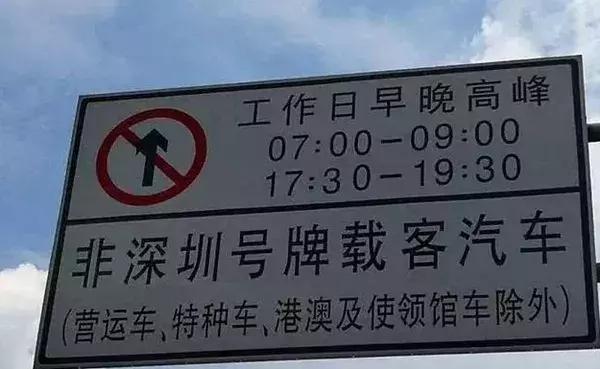 工作日早晚高峰
07:00-09:00
17:30-19:30
非深圳号牌载客汽车
(营运车、特种车、港澳及使领馆车除外)